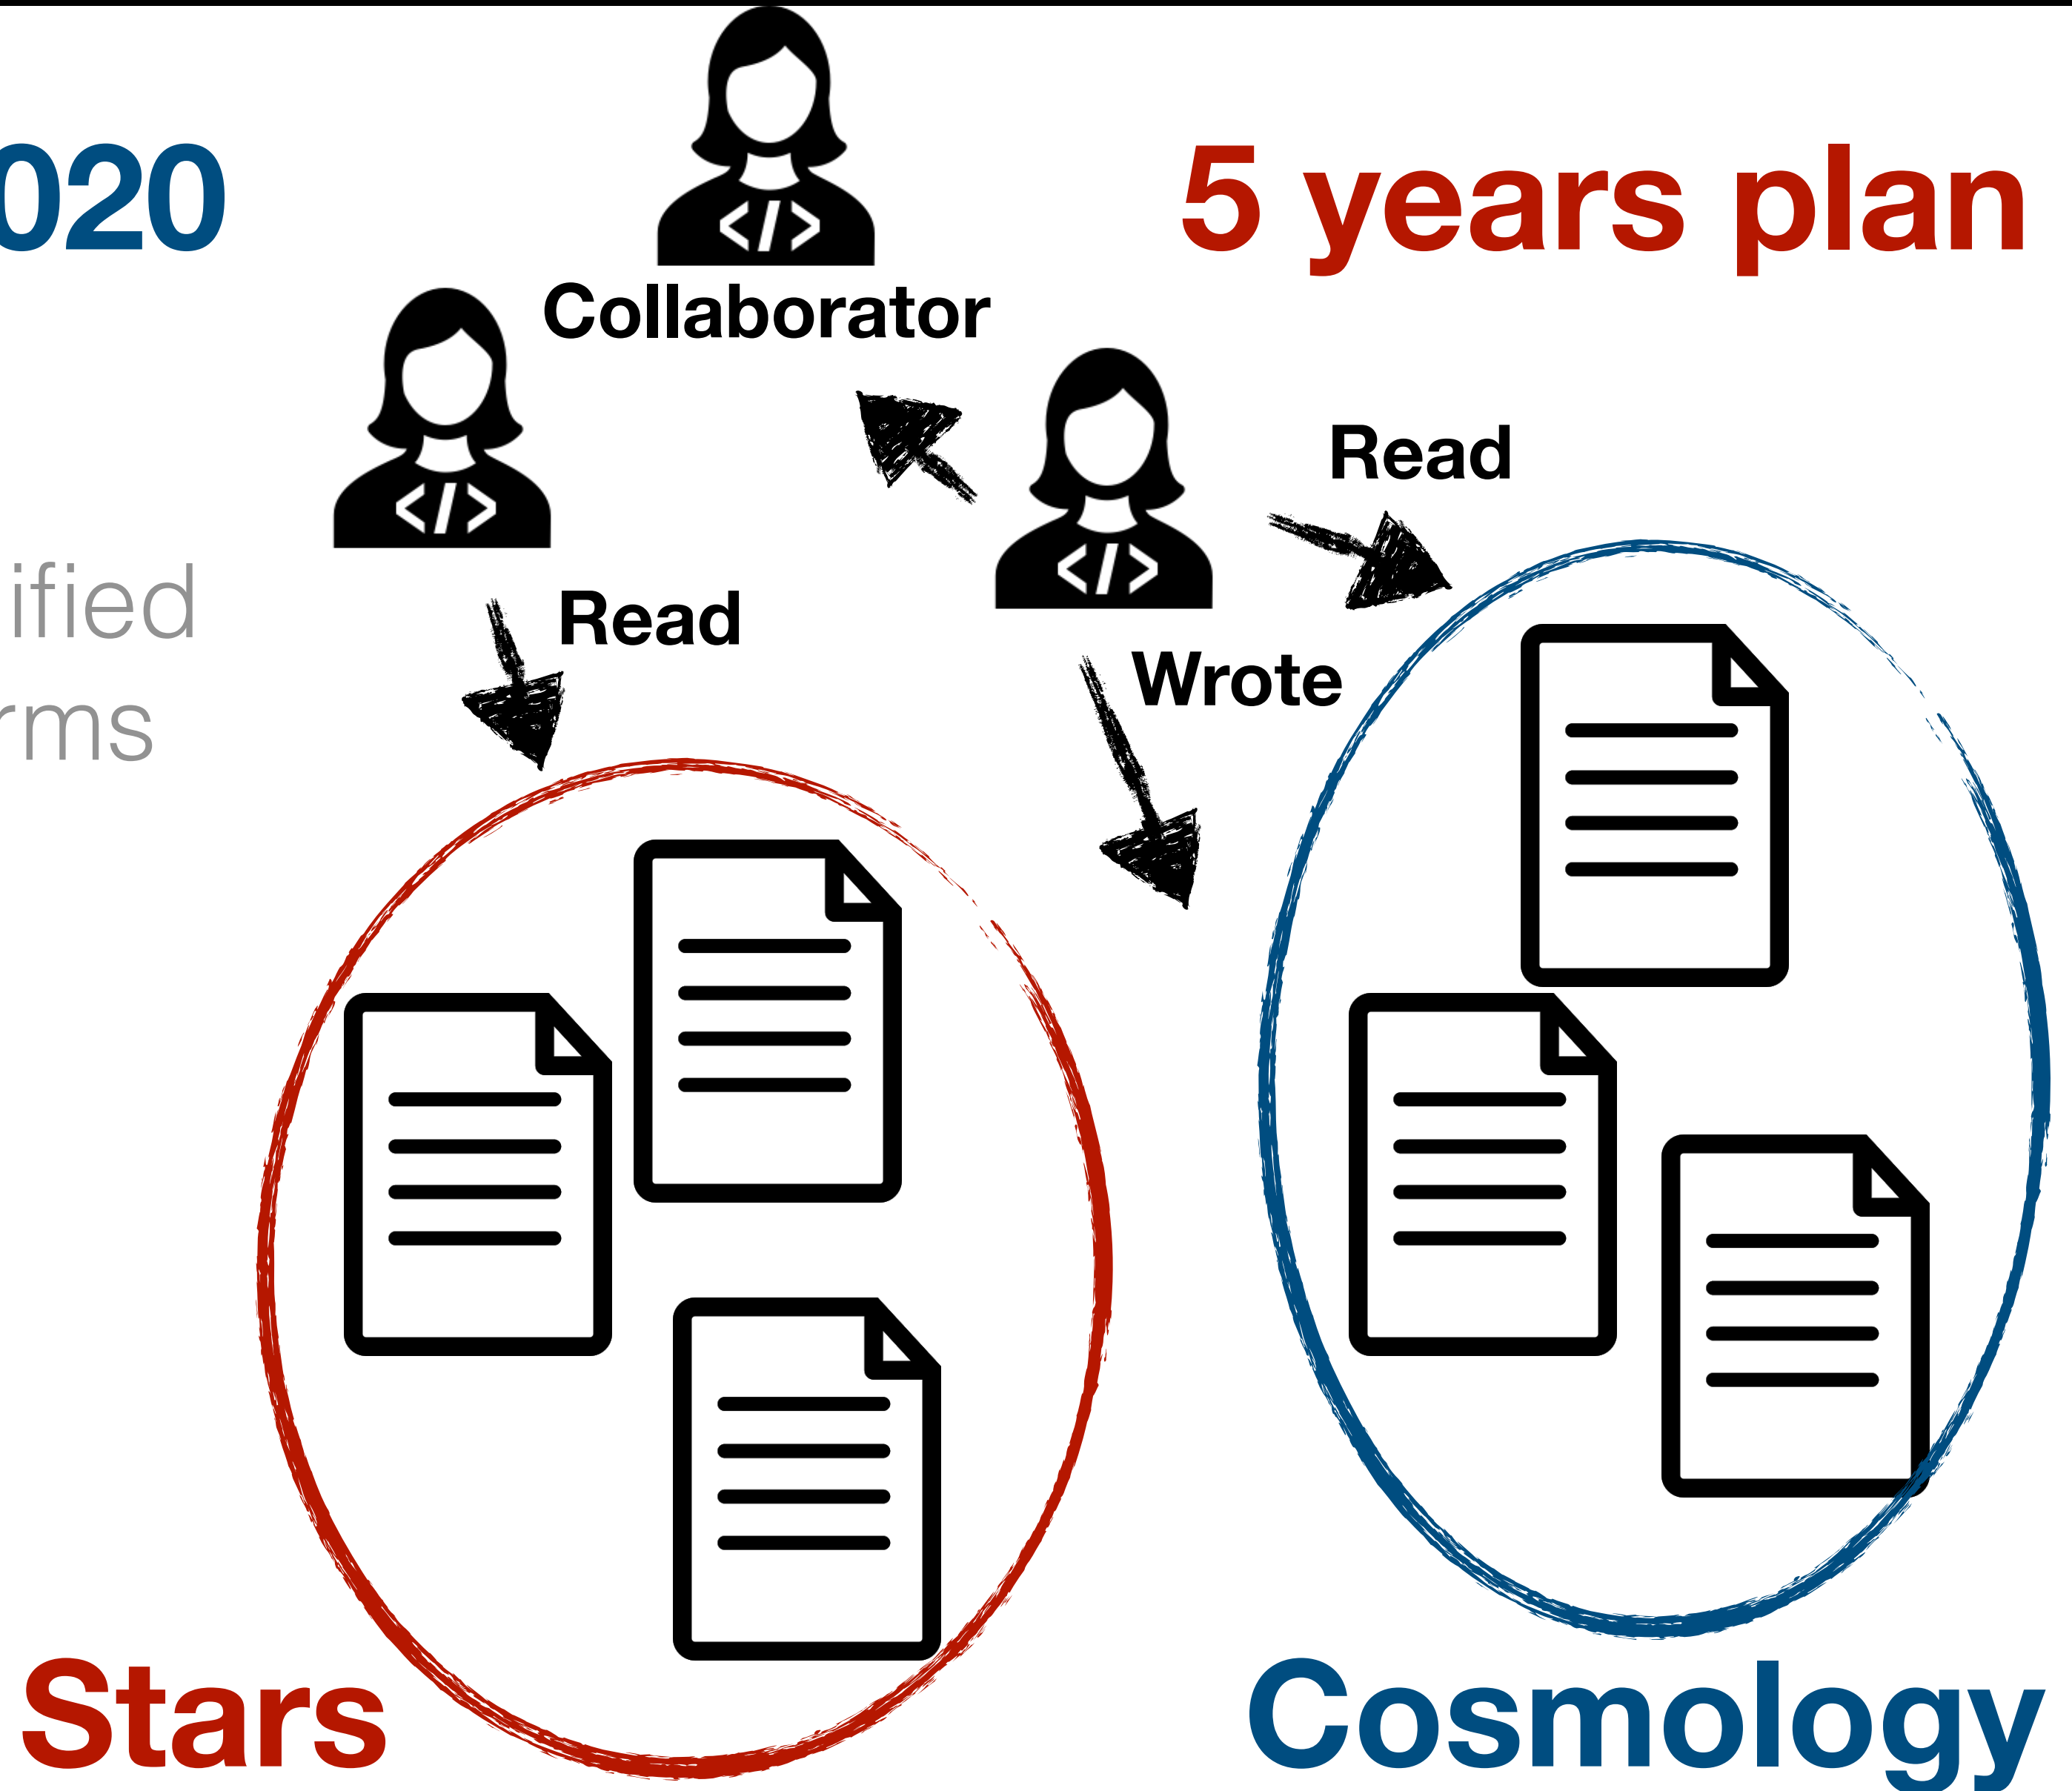 020
5 years plan
</>
Collaborator
</>
</>
Read
ified
Read
Wrote
rms
Stars
Cosmology